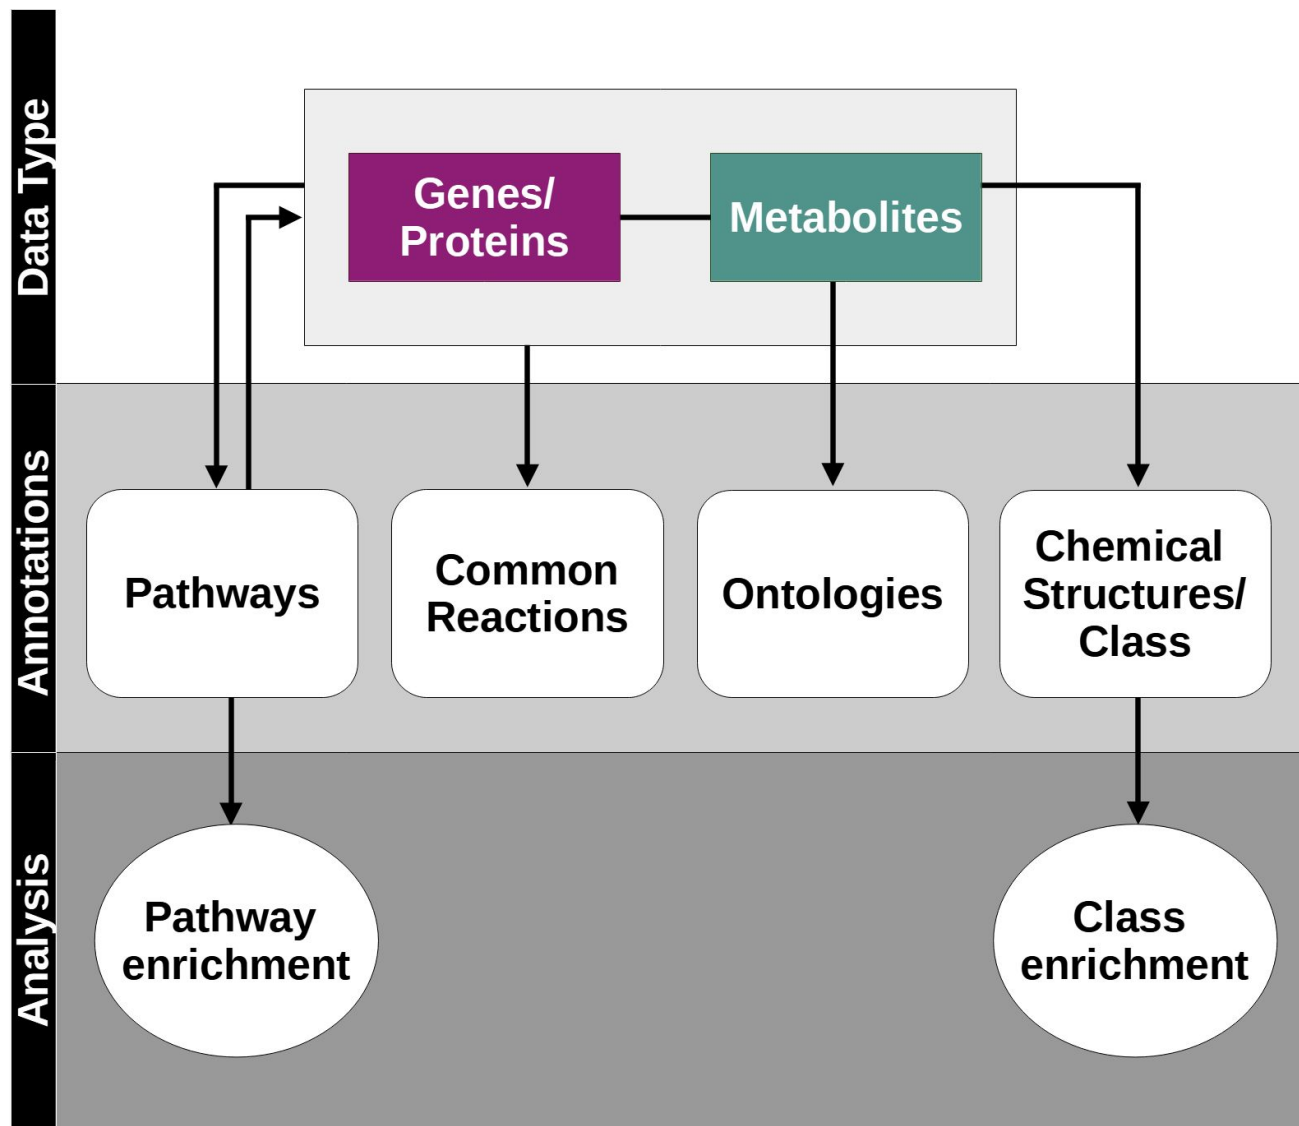 Data Type
Genes/
Proteins
Metabolites
Annotations
Pathways
Common
Reactions
Ontologies
Chemical
Structures/
Class
Analysis
Pathway
enrichment
Class
enrichment